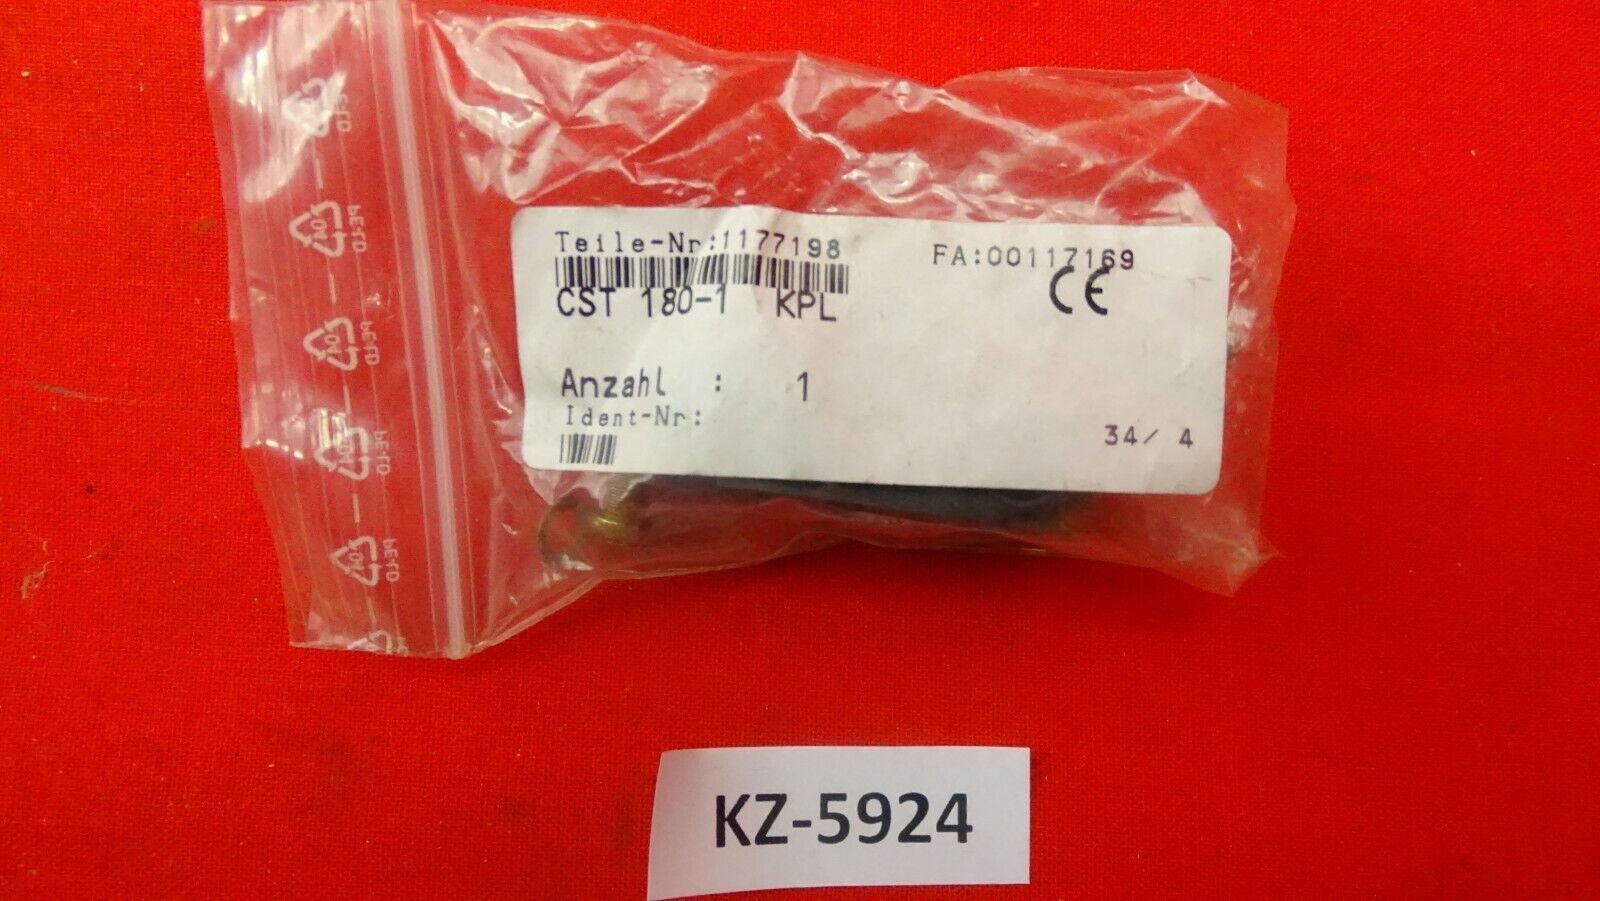 Teile-Nr:1177198 FA:00117169
CST 180-1 KPL CE
Anzahl : 1
Ident-Nr:
34/ 4
KZ-5924